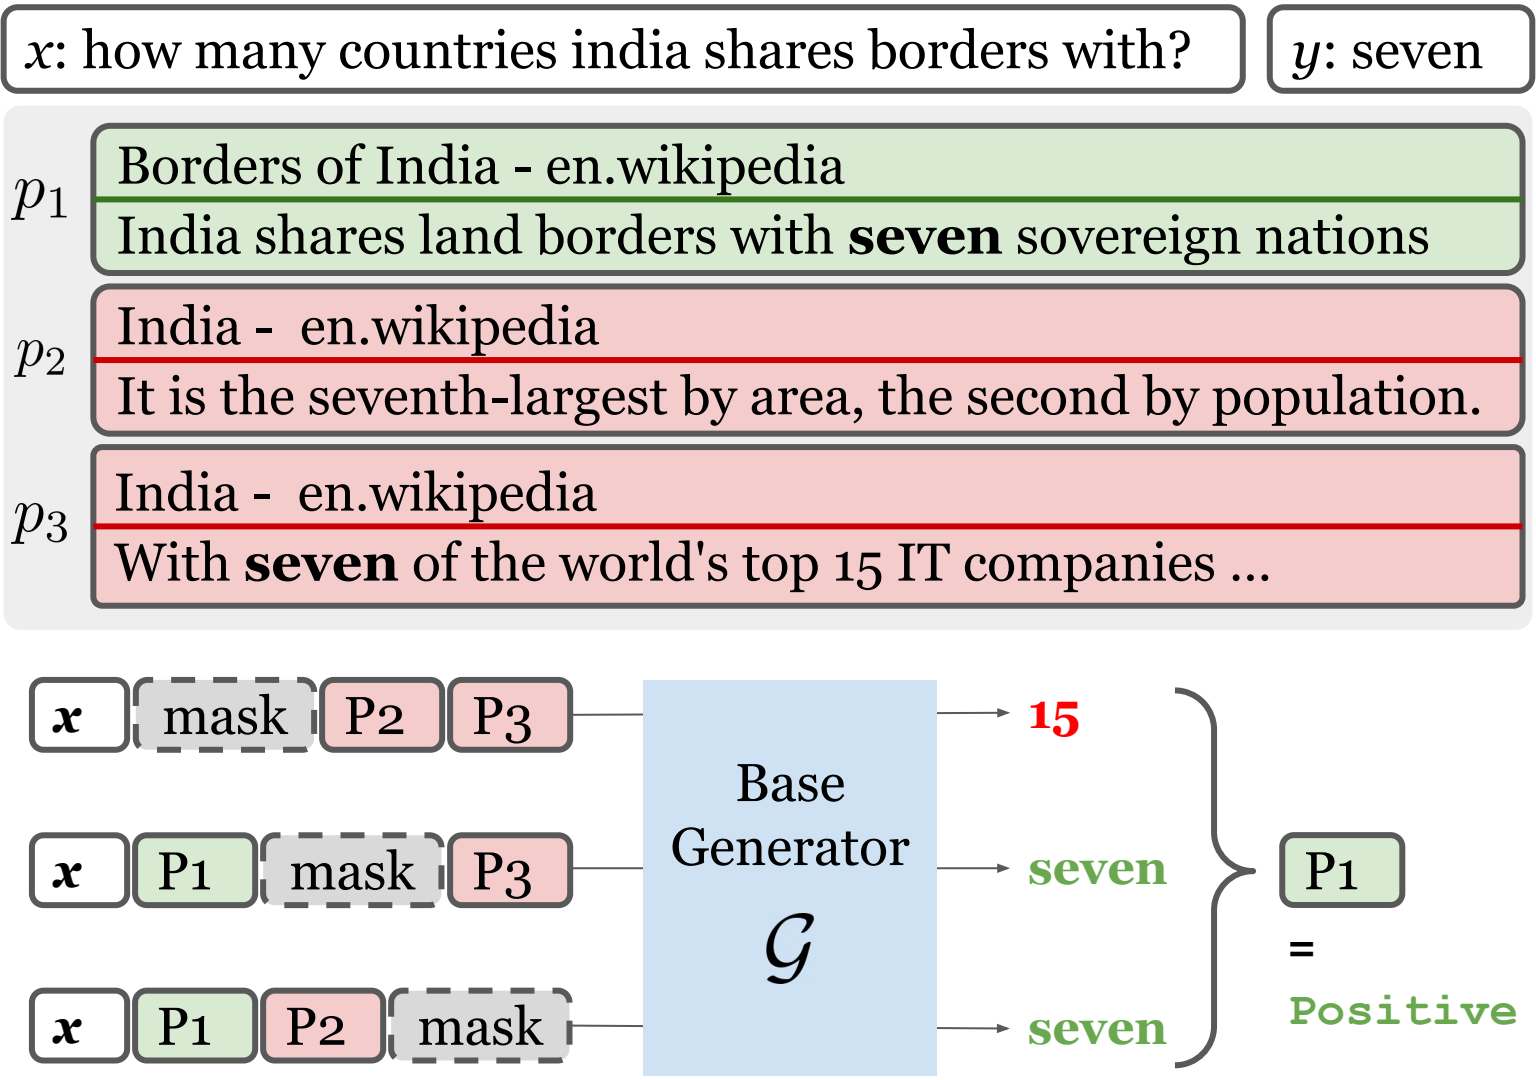 x: how many countries india shares borders with?
y: seven
p1
Borders of India - en.wikipedia
India shares land borders with seven sovereign nations
p2
India - en.wikipedia
It is the seventh-largest by area, the second by population.
p3
India - en.wikipedia
With seven of the world's top 15 IT companies ...
x mask P2 P3
15
x P1 mask P3
seven
x P1 P2 mask
seven
Base
Generator
G
P1
=
Positive